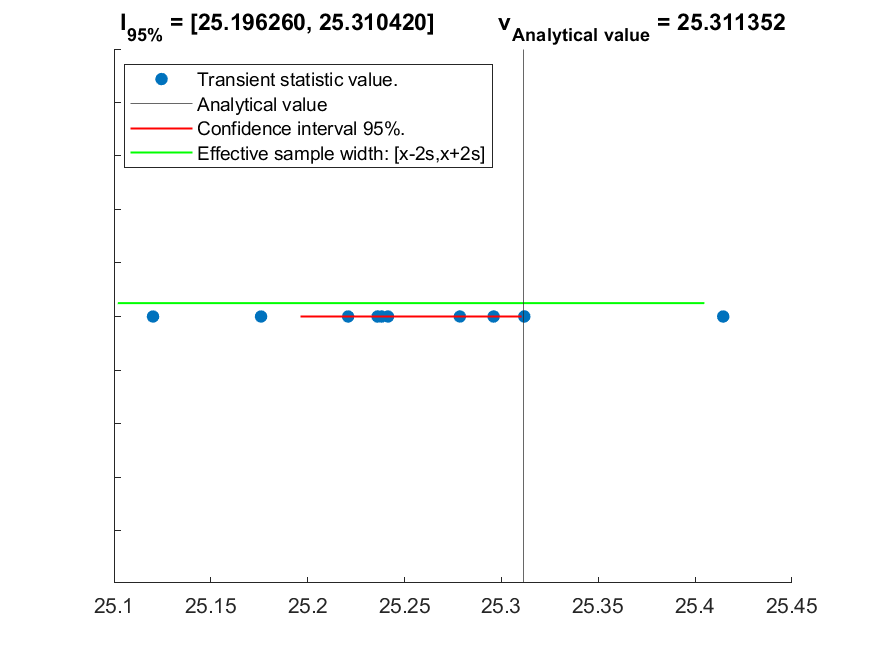 I95% = [25.196260, 25.310420] vAnalytical value = 25.311352
Transient statistic value.
Analytical value
Confidence interval 95%.
Effective sample width: [x-2s,x+2s]
25.1 25.15 25.2 25.25 25.3 25.35 25.4 25.45